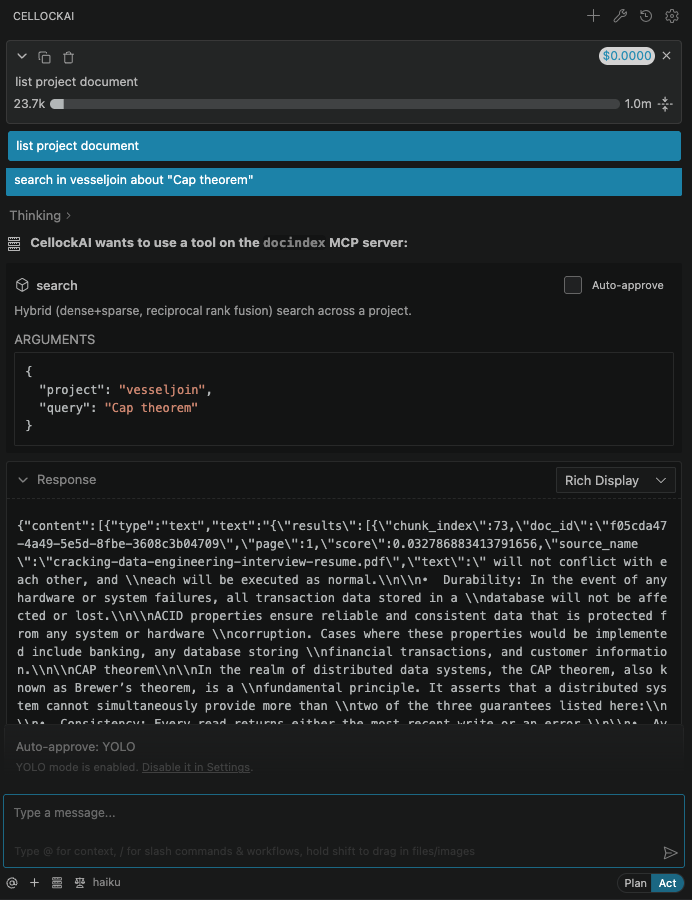 CELLOCKAI
$0.0000
list project document
23.7k 1.0m
list project document
search in vesseljoin about "Cap theorem"
Thinking
CellockAI wants to use a tool on the docindex MCP server:
search Auto-approve
Hybrid (dense+sparse, reciprocal rank fusion) search across a project.
ARGUMENTS
{
"project": "vesseljoin",
"query": "Cap theorem"
}
Response Rich Display
{"content":[{"type":"text","text":"{\"results\":[{\"chunk_index\":73,\"doc_id\":\"f05cda47
-4a49-5e5d-8fbe-3608c3b04709\",\"page\":1,\"score\":0.032786883413791656,\"source_name
\":\"cracking-data-engineering-interview-resume.pdf\",\"text\":\" will not conflict with e
ach other, and \\neach will be executed as normal.\\n\\n•  Durability: In the event of any
hardware or system failures, all transaction data stored in a \\ndatabase will not be affe
cted or lost.\\n\\nACID properties ensure reliable and consistent data that is protected f
rom any system or hardware \\ncorruption. Cases where these properties would be implemente
d include banking, any database storing \\nfinancial transactions, and customer informatio
n.\\n\\nCAP theorem\\n\\nIn the realm of distributed data systems, the CAP theorem, also k
nown as Brewer’s theorem, is a \\nfundamental principle. It asserts that a distributed sys
tem cannot simultaneously provide more than \\ntwo of the three guarantees listed here:\\n
\\n•  Consistency: Every read returns either the most recent write or an error.\\n\\n•  Av
Auto-approve: YOLO
YOLO mode is enabled. Disable it in Settings.
Type a message...
Type @ for context, / for slash commands & workflows, hold shift to drag in files/images
haiku
Plan Act